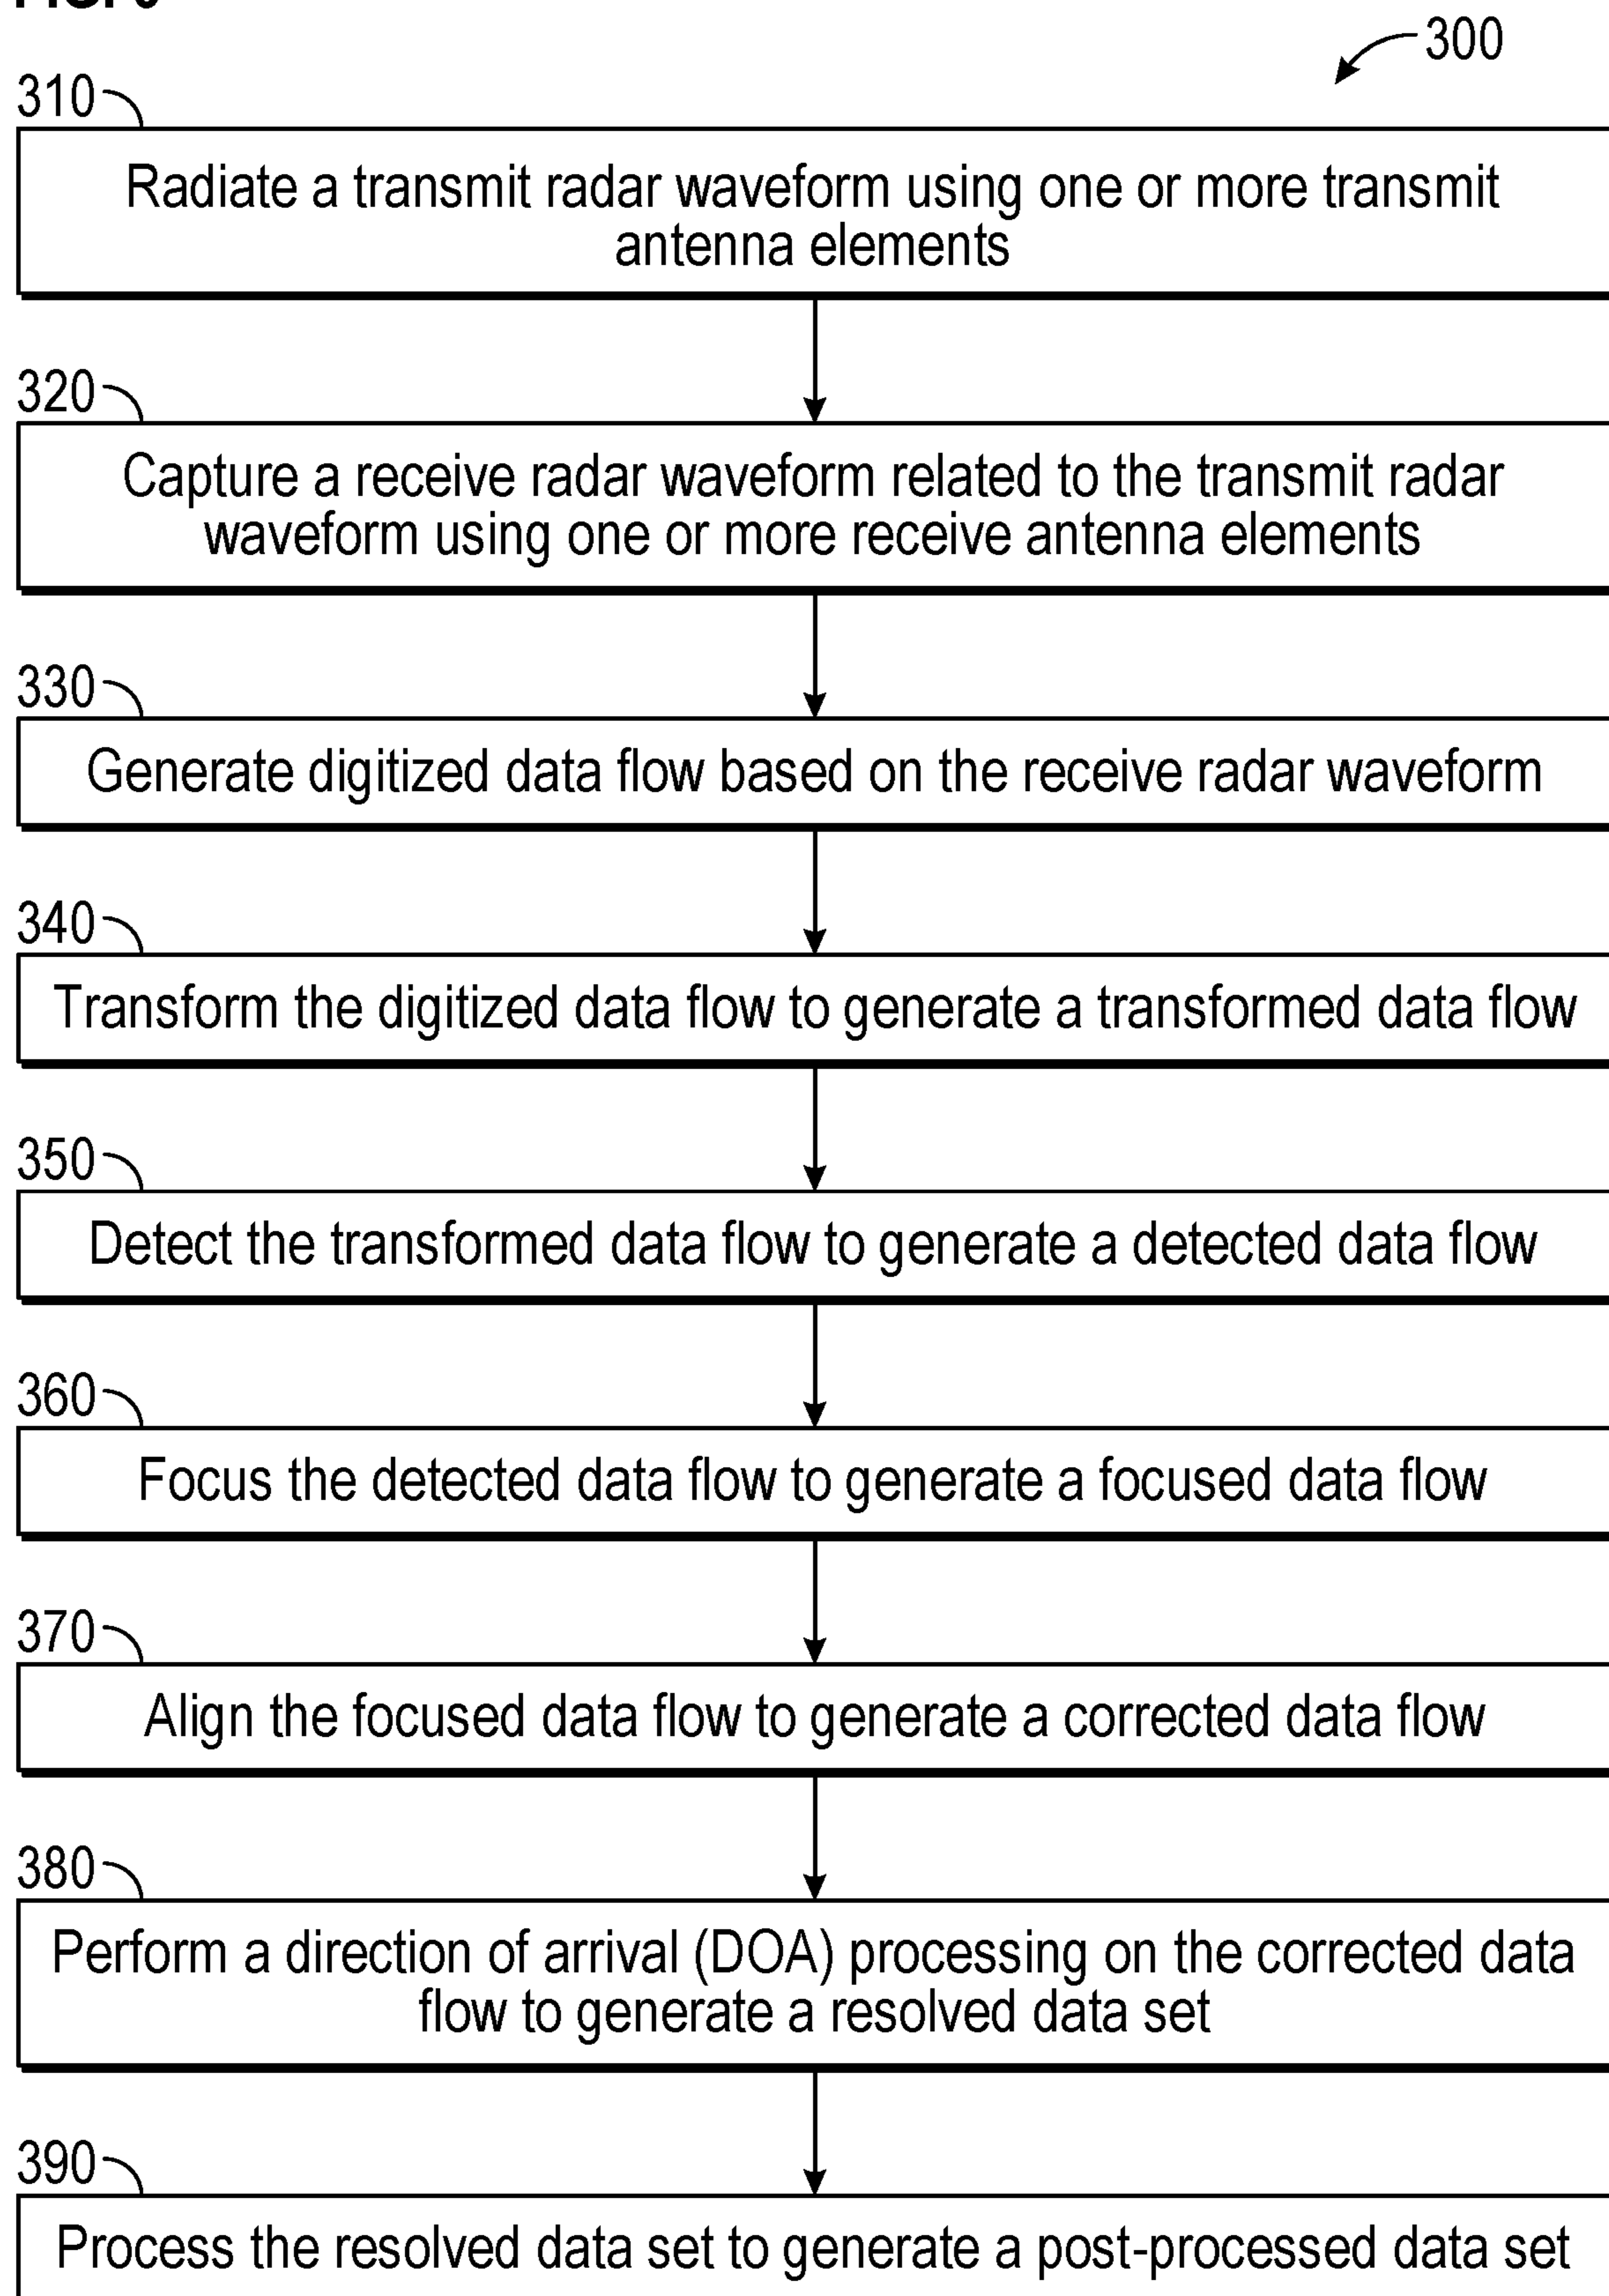 300
310
Radiate a transmit radar waveform using one or more transmit
antenna elements
320
Capture a receive radar waveform related to the transmit radar
waveform using one or more receive antenna elements
330
Generate digitized data flow based on the receive radar waveform
340
Transform the digitized data flow to generate a transformed data flow
350
Detect the transformed data flow to generate a detected data flow
360
Focus the detected data flow to generate a focused data flow
370
Align the focused data flow to generate a corrected data flow
380
Perform a direction of arrival (DOA) processing on the corrected data
flow to generate a resolved data set
390
Process the resolved data set to generate a post-processed data set